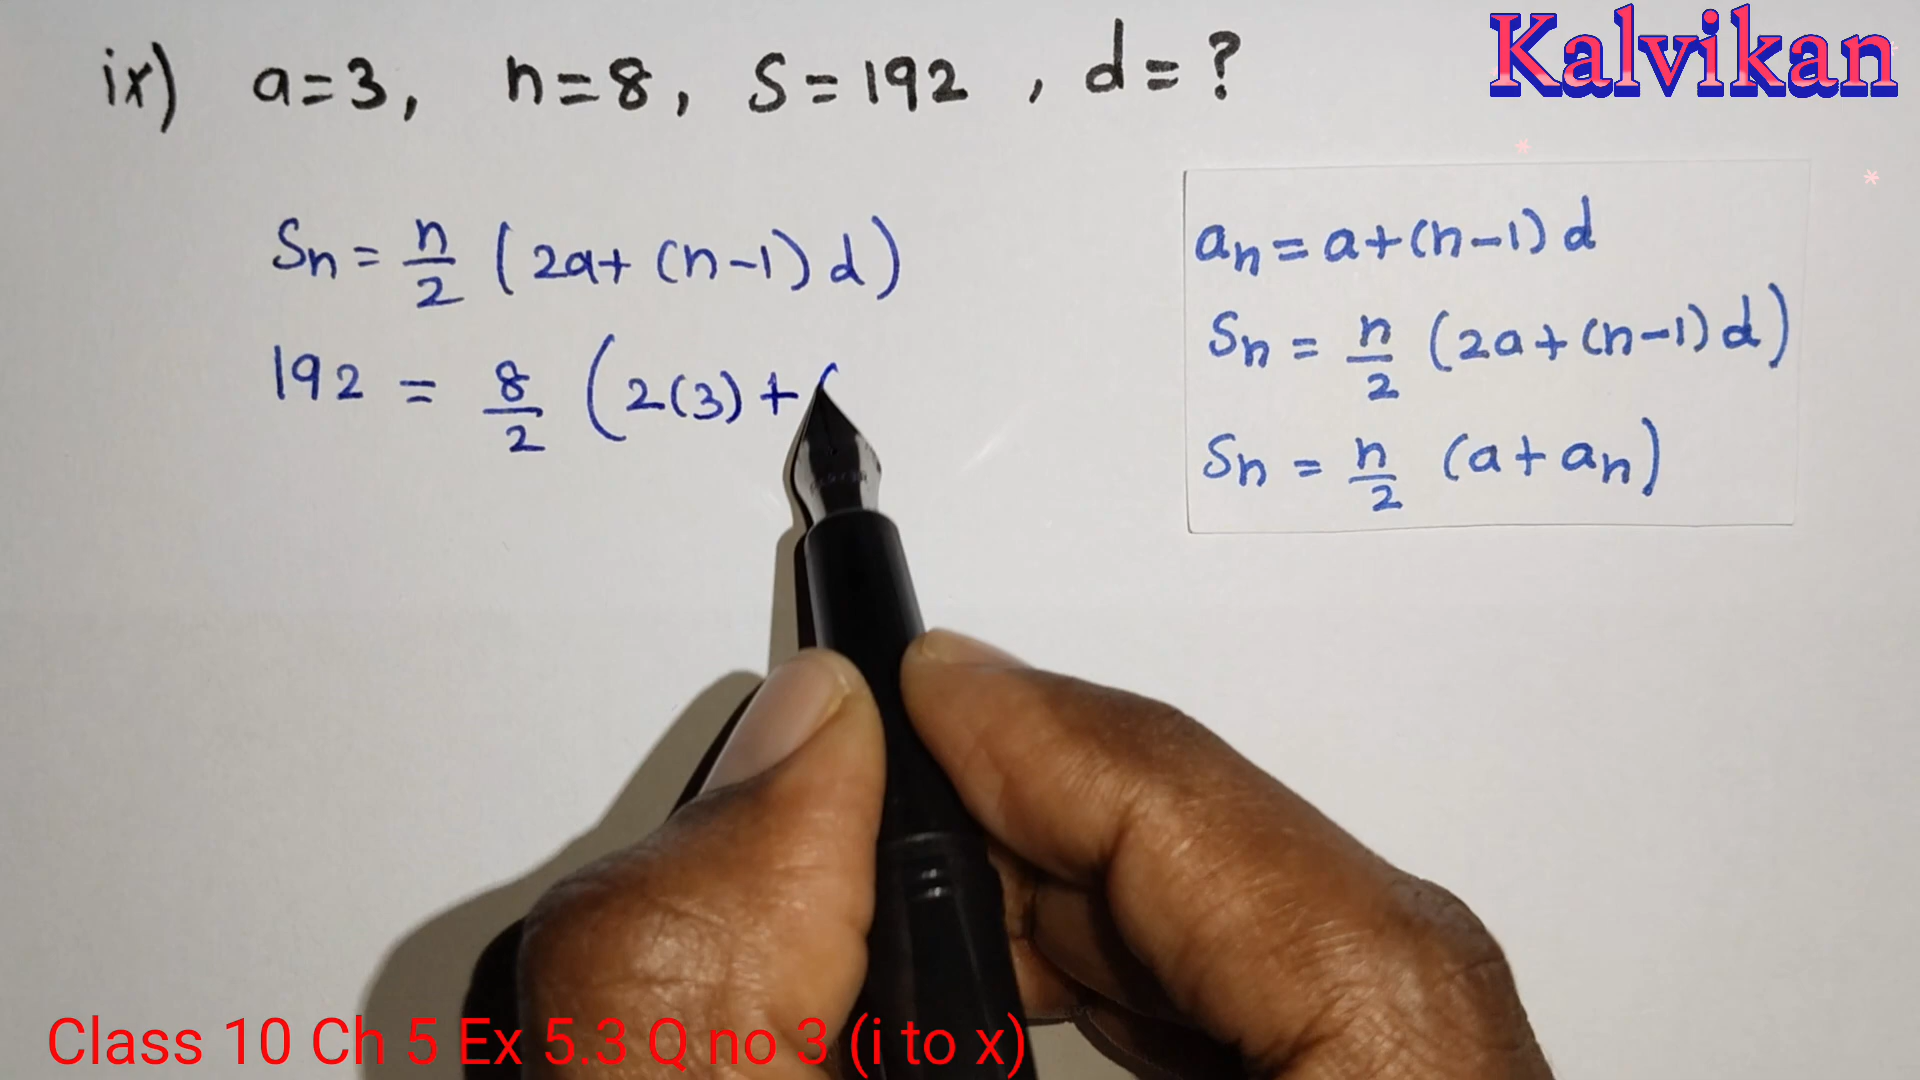 Kalvikan
ix) a=3, n=8, S=192, d=?
Sn = n/2 (2a+(n-1)d)
192 = 8/2 (2(3)+(
an=a+(n-1)d
Sn = n/2 (2a+(n-1)d)
Sn = n/2 (a+an)
Class 10 Ch 5 Ex 5.3 Q no 3 (i to x)